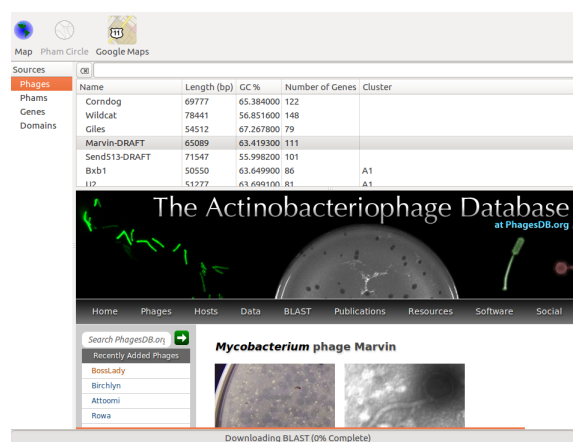 11
Map Pham Circle Google Maps
Sources
Phages
Phams
Genes
Domains
Name Length (bp) GC % Number of Genes Cluster
Corndog 69777 65.384000 122
Wildcat 78441 56.851600 148
Giles 54512 67.267800 79
Marvin-DRAFT 65089 63.419300 111
Send513-DRAFT 71547 55.998200 101
Bxb1 50550 63.649900 86 A1
U2 51277 63.699100 81 A1
The Actinobacteriophage Database
at PhagesDB.org
Home Phages Hosts Data BLAST Publications Resources Software Social
Search PhagesDB.org
Mycobacterium phage Marvin
Recently Added Phages
BossLady
Birchlyn
Attoomi
Rowa
Downloading BLAST (0% Complete)